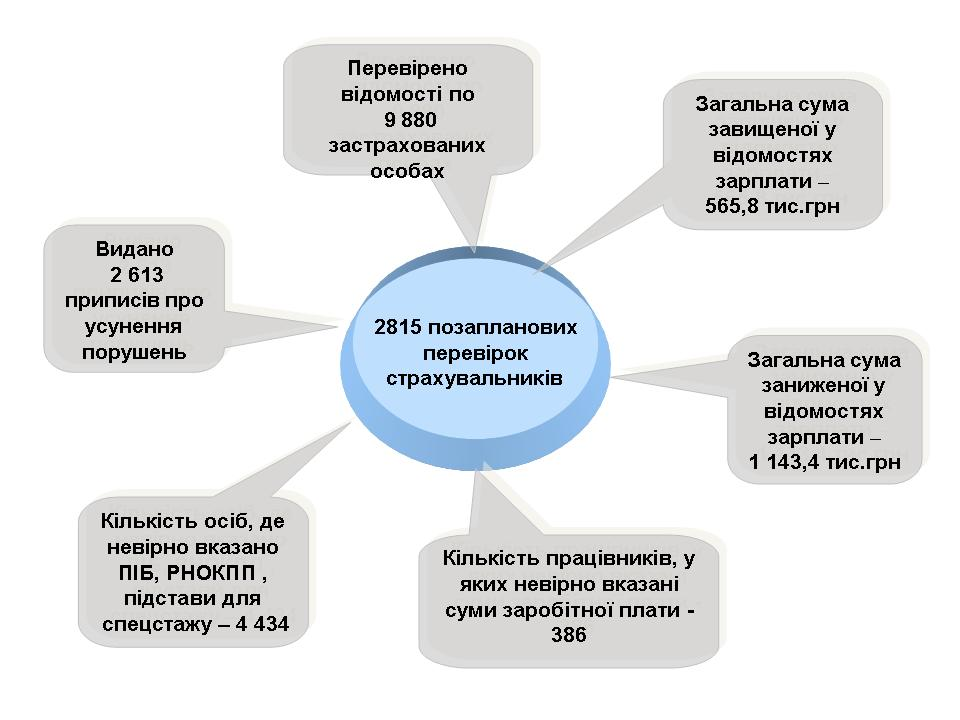 Перевірено
відомості по
9 880
застрахованих
особах
Загальна сума
завищеної у
відомостях
зарплати –
565,8 тис.грн
Видано
2 613
приписів про
усунення
порушень
2815 позапланових
перевірок
страхувальників
Загальна сума
заниженої у
відомостях
зарплати –
1 143,4 тис.грн
Кількість осіб, де
невірно вказано
ПІБ, РНОКПП ,
підстави для
спецстажу – 4 434
Кількість працівників, у
яких невірно вказані
суми заробітної плати -
386